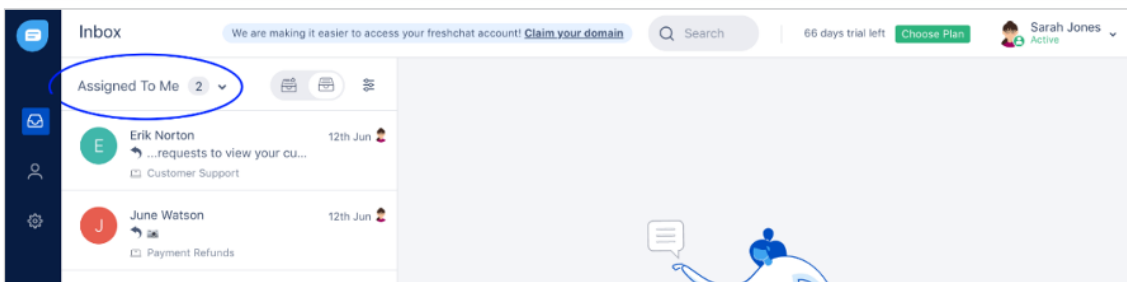 Inbox
We are making it easier to access your freshchat account! Claim your domain
Search
66 days trial left
Choose Plan
Sarah Jones
Active
Assigned To Me 2
E
Erik Norton
12th Jun
...requests to view your cu...
Customer Support
J
June Watson
12th Jun
Payment Refunds